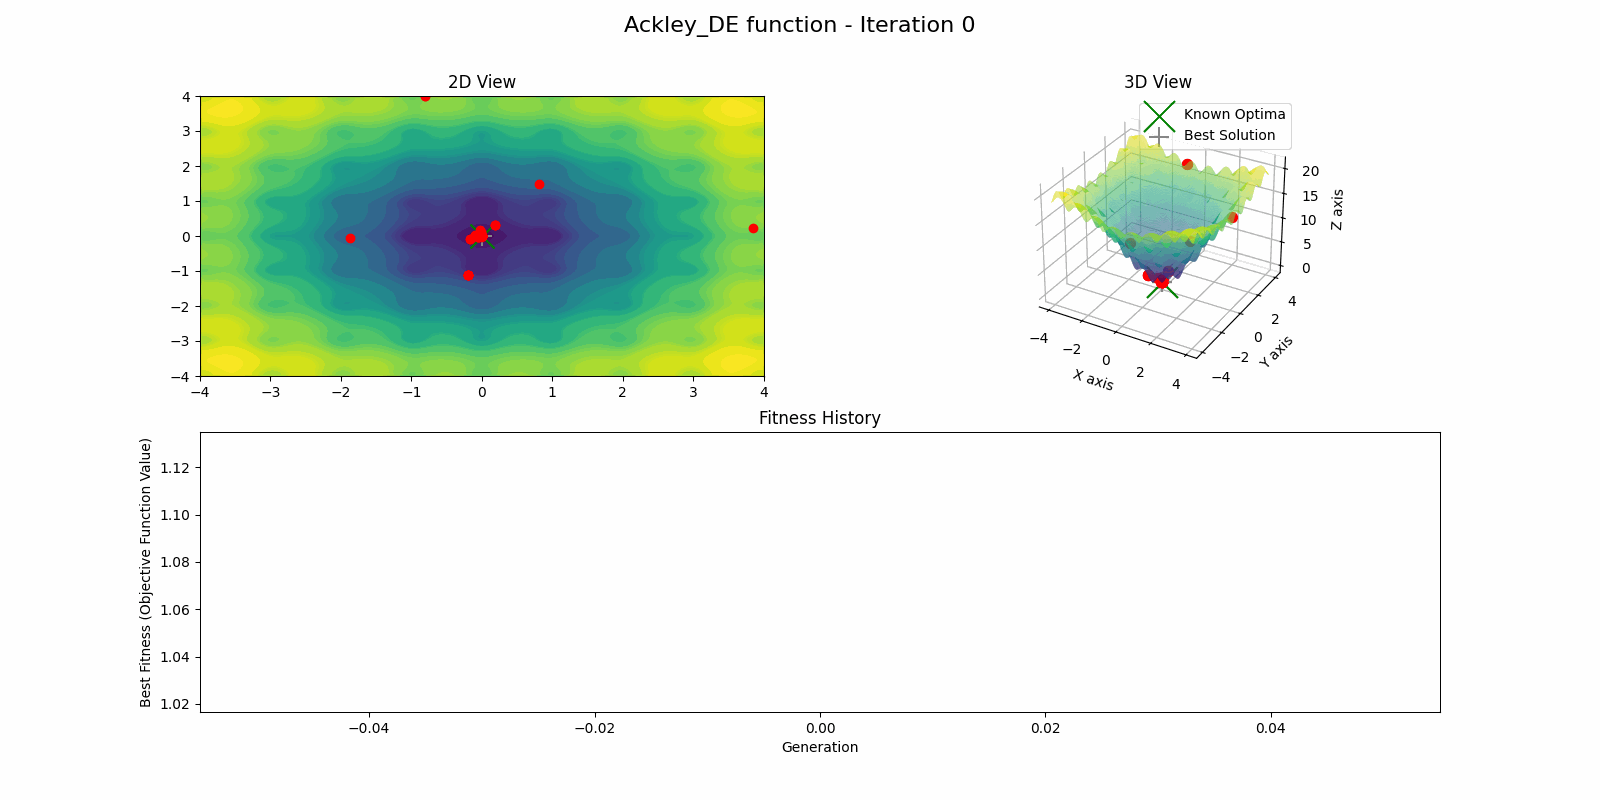 Ackley_DE function - Iteration 0
2D View
4
3
2
1
0
−1
−2
−3
−4
−4 −3 −2 −1 0 1 2 3 4
3D View
Known Optima
Best Solution
20
15
10
5
0
Z axis
−4 −2 0 2 4
X axis
−4 −2 0 2 4
Y axis
Fitness History
Best Fitness (Objective Function Value)
1.12
1.10
1.08
1.06
1.04
1.02
−0.04 −0.02 0.00 0.02 0.04
Generation